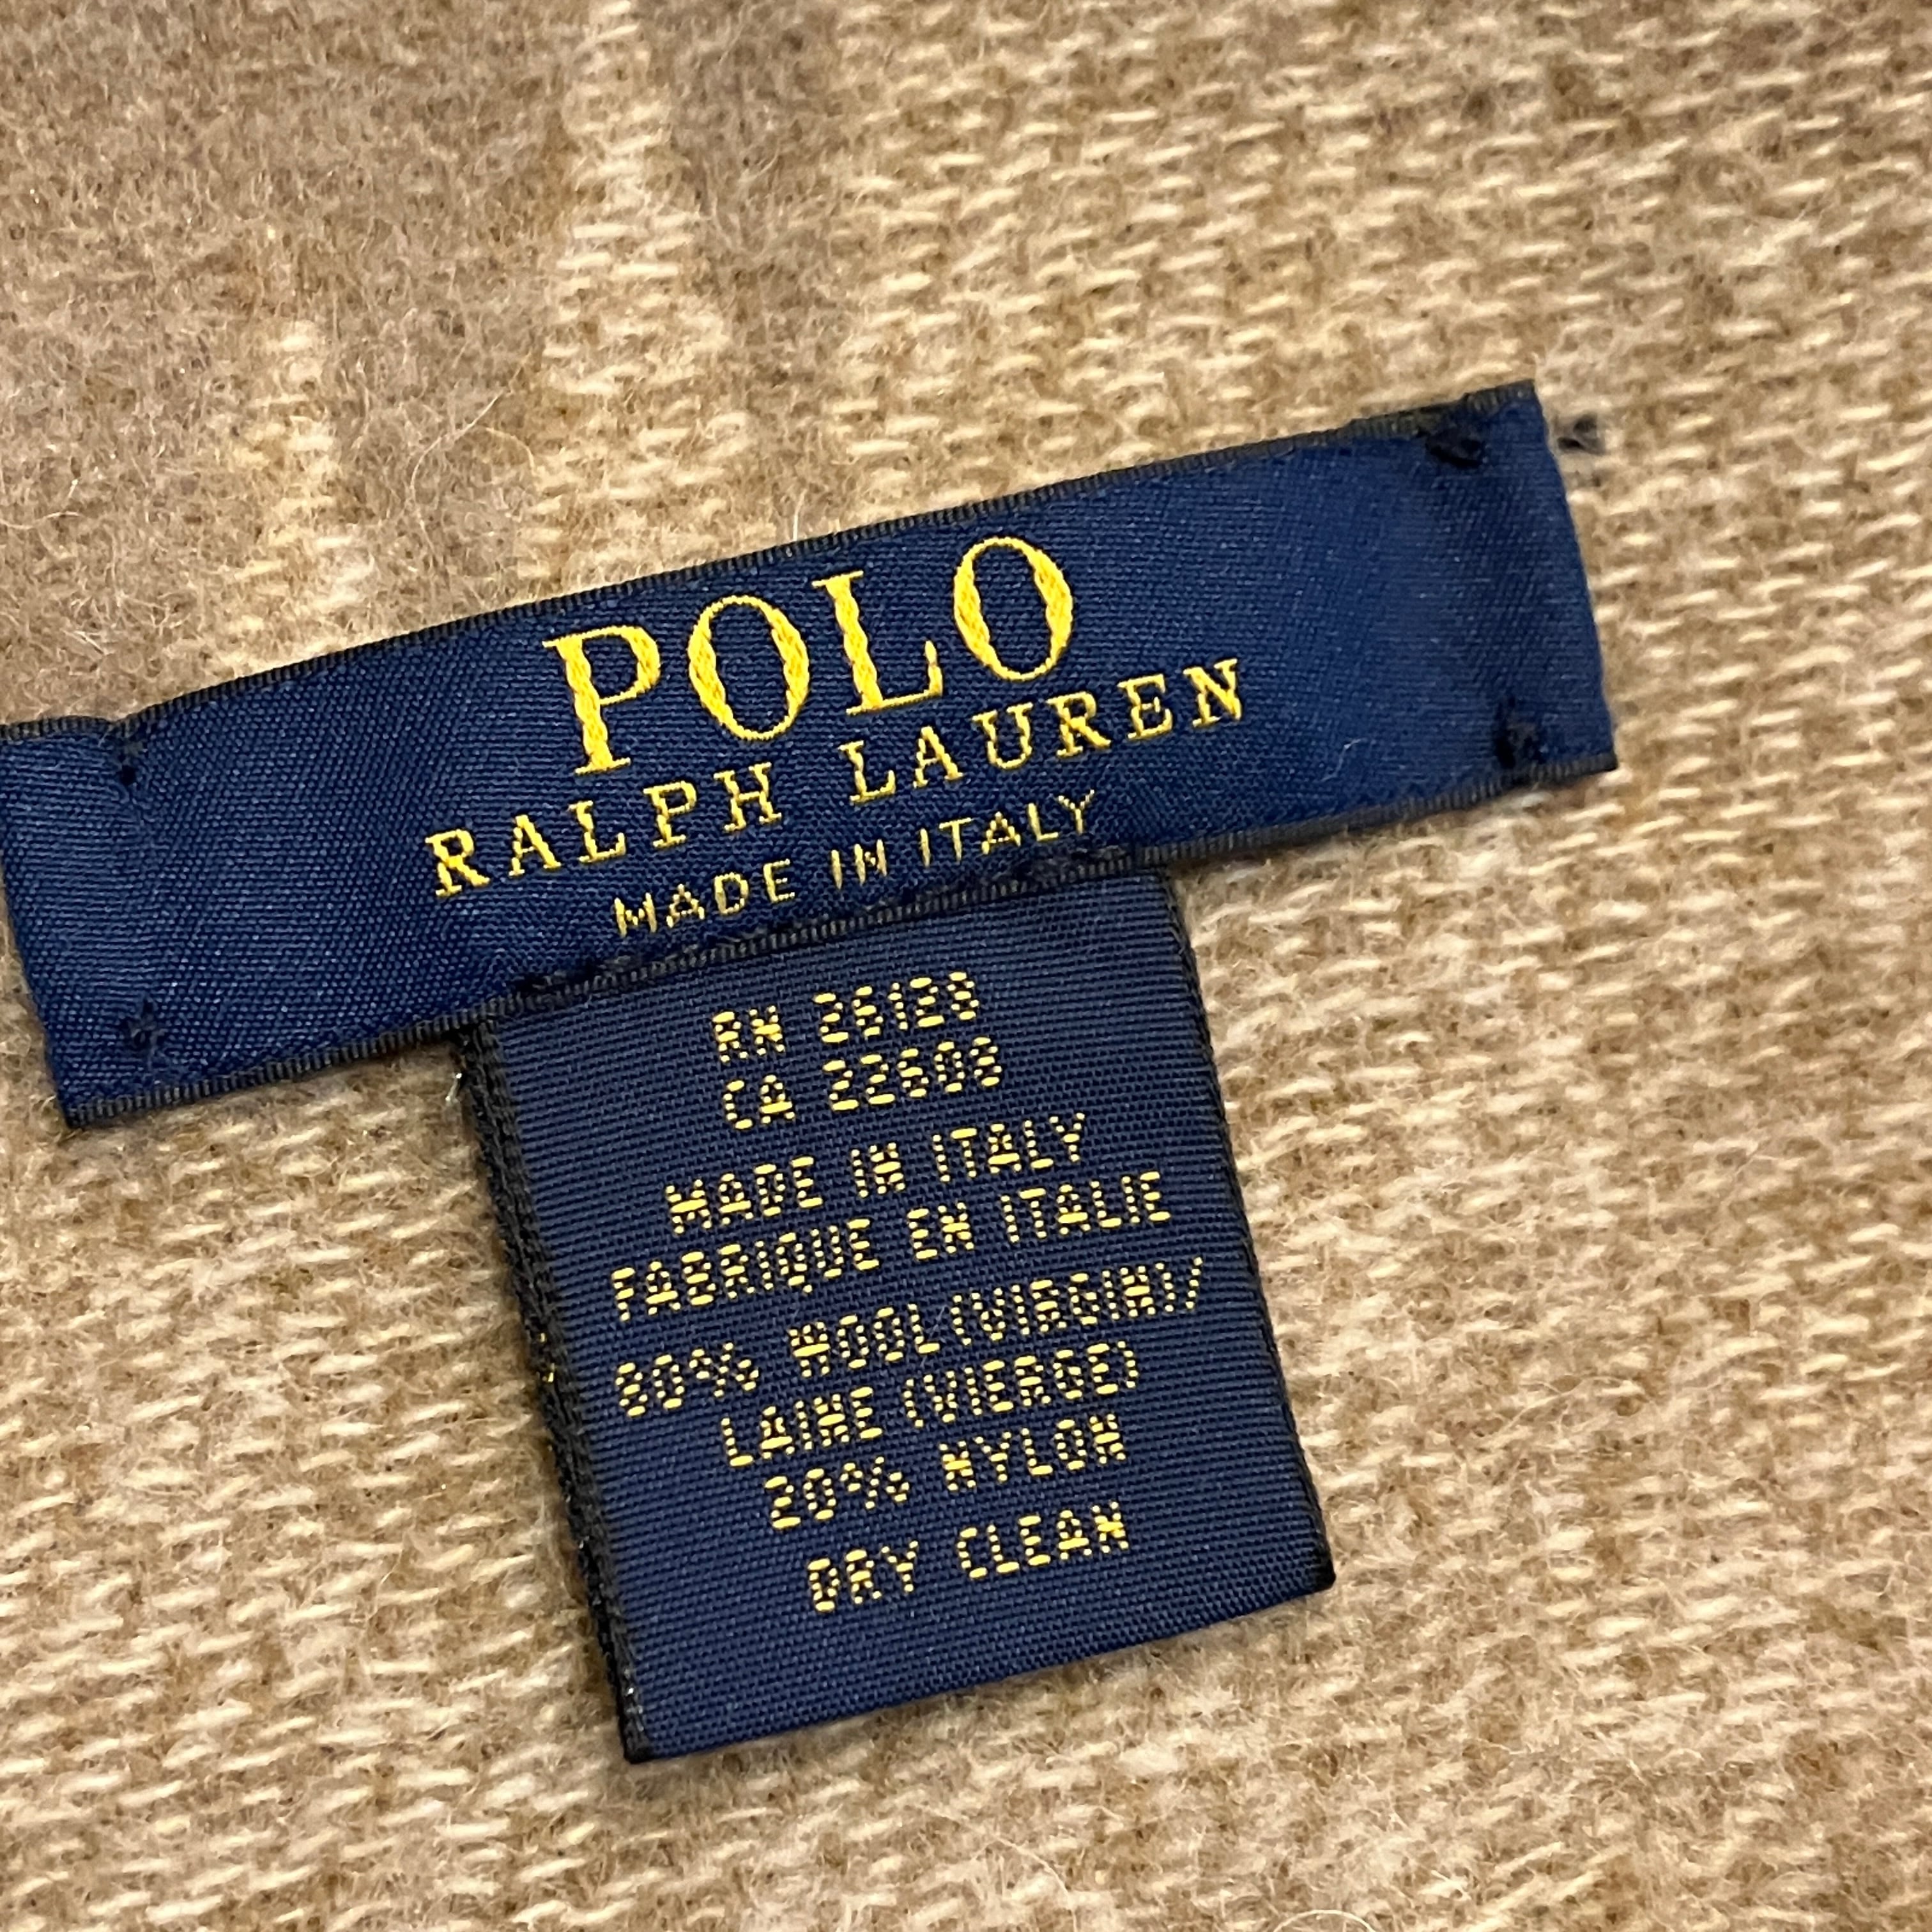 POLO
RALPH LAUREN
MADE IN ITALY
RN 26128
CA 22608
MADE IN ITALY
FABRIQUE EN ITALIE
80% WOOL(VIRGIN)/
LAINE (VIERGE)
20% NYLON
DRY CLEAN